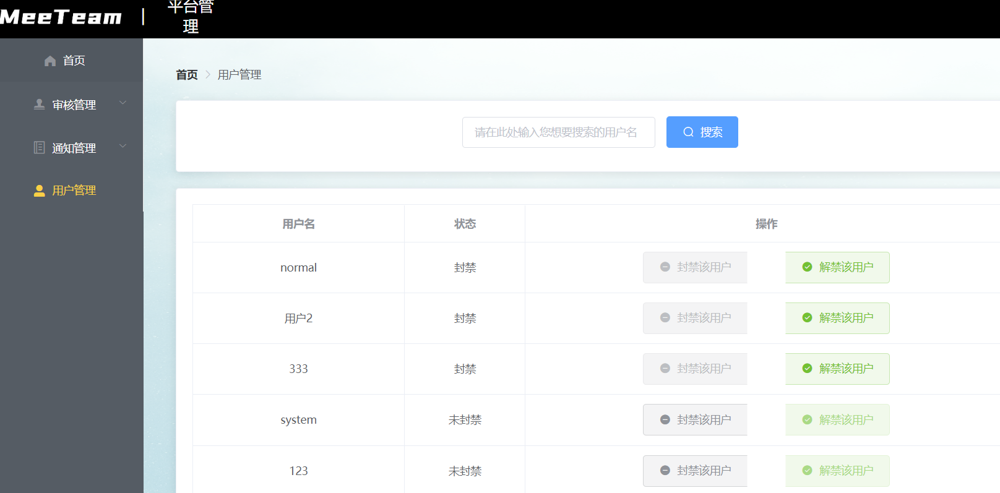 MeeTeam | 平台管
理
首页
审核管理
通知管理
用户管理
首页 > 用户管理
请在此处输入您想要搜索的用户名 搜索
用户名 状态 操作
normal 封禁 封禁该用户 解禁该用户
用户2 封禁 封禁该用户 解禁该用户
333 封禁 封禁该用户 解禁该用户
system 未封禁 封禁该用户 解禁该用户
123 未封禁 封禁该用户 解禁该用户